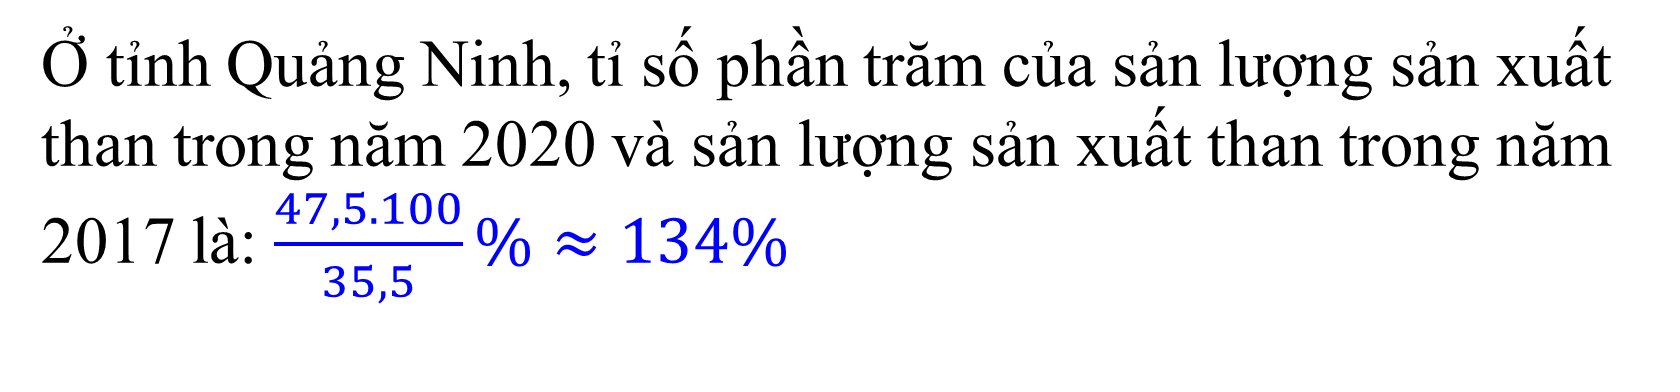 Ở tỉnh Quảng Ninh, tỉ số phần trăm của sản lượng sản xuất
than trong năm 2020 và sản lượng sản xuất than trong năm
2017 là: \frac{47,5.100}{35,5}% ≈ 134%